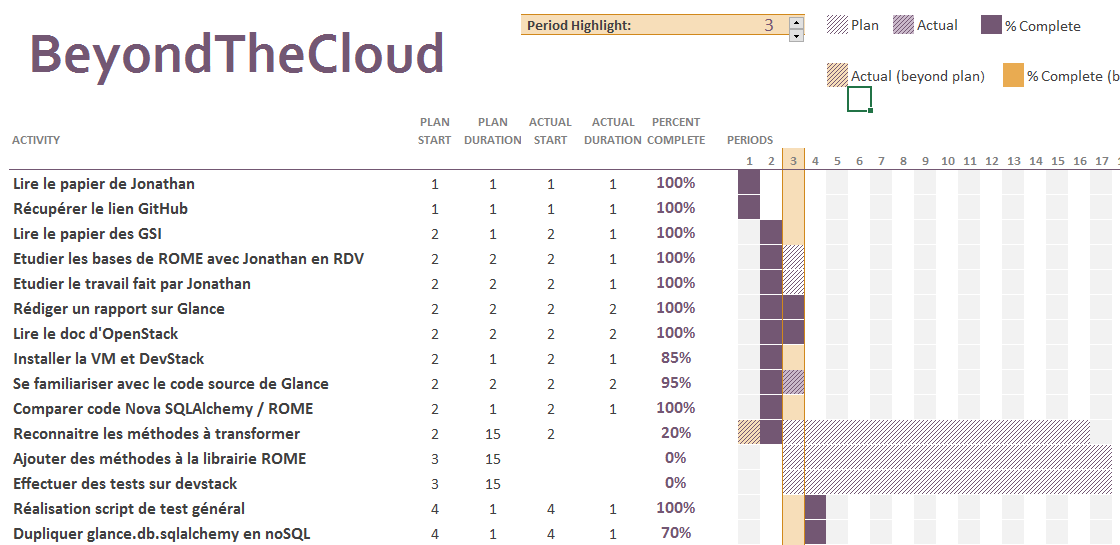 Period Highlight: 3 Plan Actual % Complete
BeyondTheCloud
Actual (beyond plan) % Complete (b
PLAN PLAN ACTUAL ACTUAL PERCENT
ACTIVITY START DURATION START DURATION COMPLETE PERIODS
1 2 3 4 5 6 7 8 9 10 11 12 13 14 15 16 17
Lire le papier de Jonathan 1 1 1 1 100%
Récupérer le lien GitHub 1 1 1 1 100%
Lire le papier des GSI 2 1 2 1 100%
Etudier les bases de ROME avec Jonathan en RDV 2 2 2 1 100%
Etudier le travail fait par Jonathan 2 2 2 1 100%
Rédiger un rapport sur Glance 2 2 2 2 100%
Lire le doc d'OpenStack 2 2 2 2 100%
Installer la VM et DevStack 2 1 2 1 85%
Se familiariser avec le code source de Glance 2 2 2 2 95%
Comparer code Nova SQLAlchemy / ROME 2 1 2 1 100%
Reconnaitre les méthodes à transformer 2 15 2 20%
Ajouter des méthodes à la librairie ROME 3 15 0%
Effectuer des tests sur devstack 3 15 0%
Réalisation script de test général 4 1 4 1 100%
Dupliquer glance.db.sqlalchemy en noSQL 4 1 4 1 70%